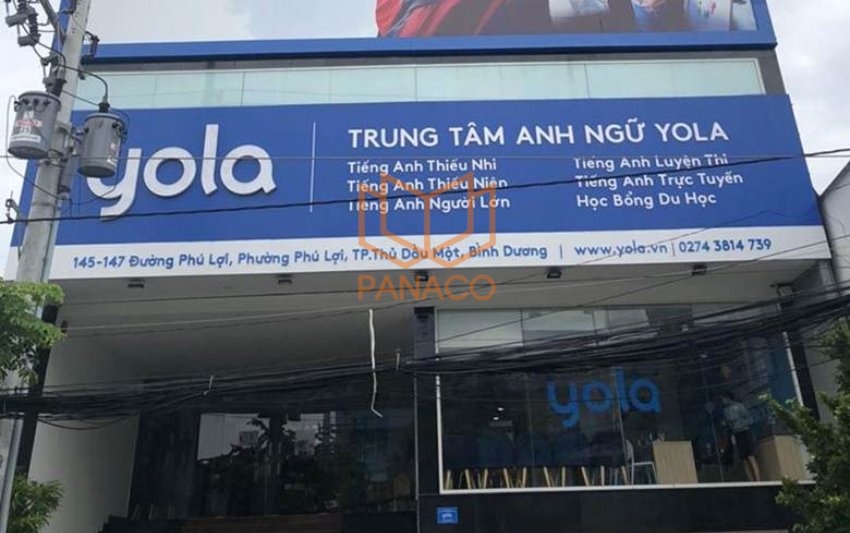 yola
TRUNG TÂM ANH NGỮ YOLA
Tiếng Anh Thiếu Nhi
Tiếng Anh Thiếu Niên
Tiếng Anh Người Lớn
Tiếng Anh Luyện Thi
Tiếng Anh Trực Tuyến
Học Bổng Du Học
145-147 Đường Phú Lợi, Phường Phú Lợi, TP.Thủ Dầu Một, Bình Dương | www.yola.vn | 0274 3814 739
PANACO
yola